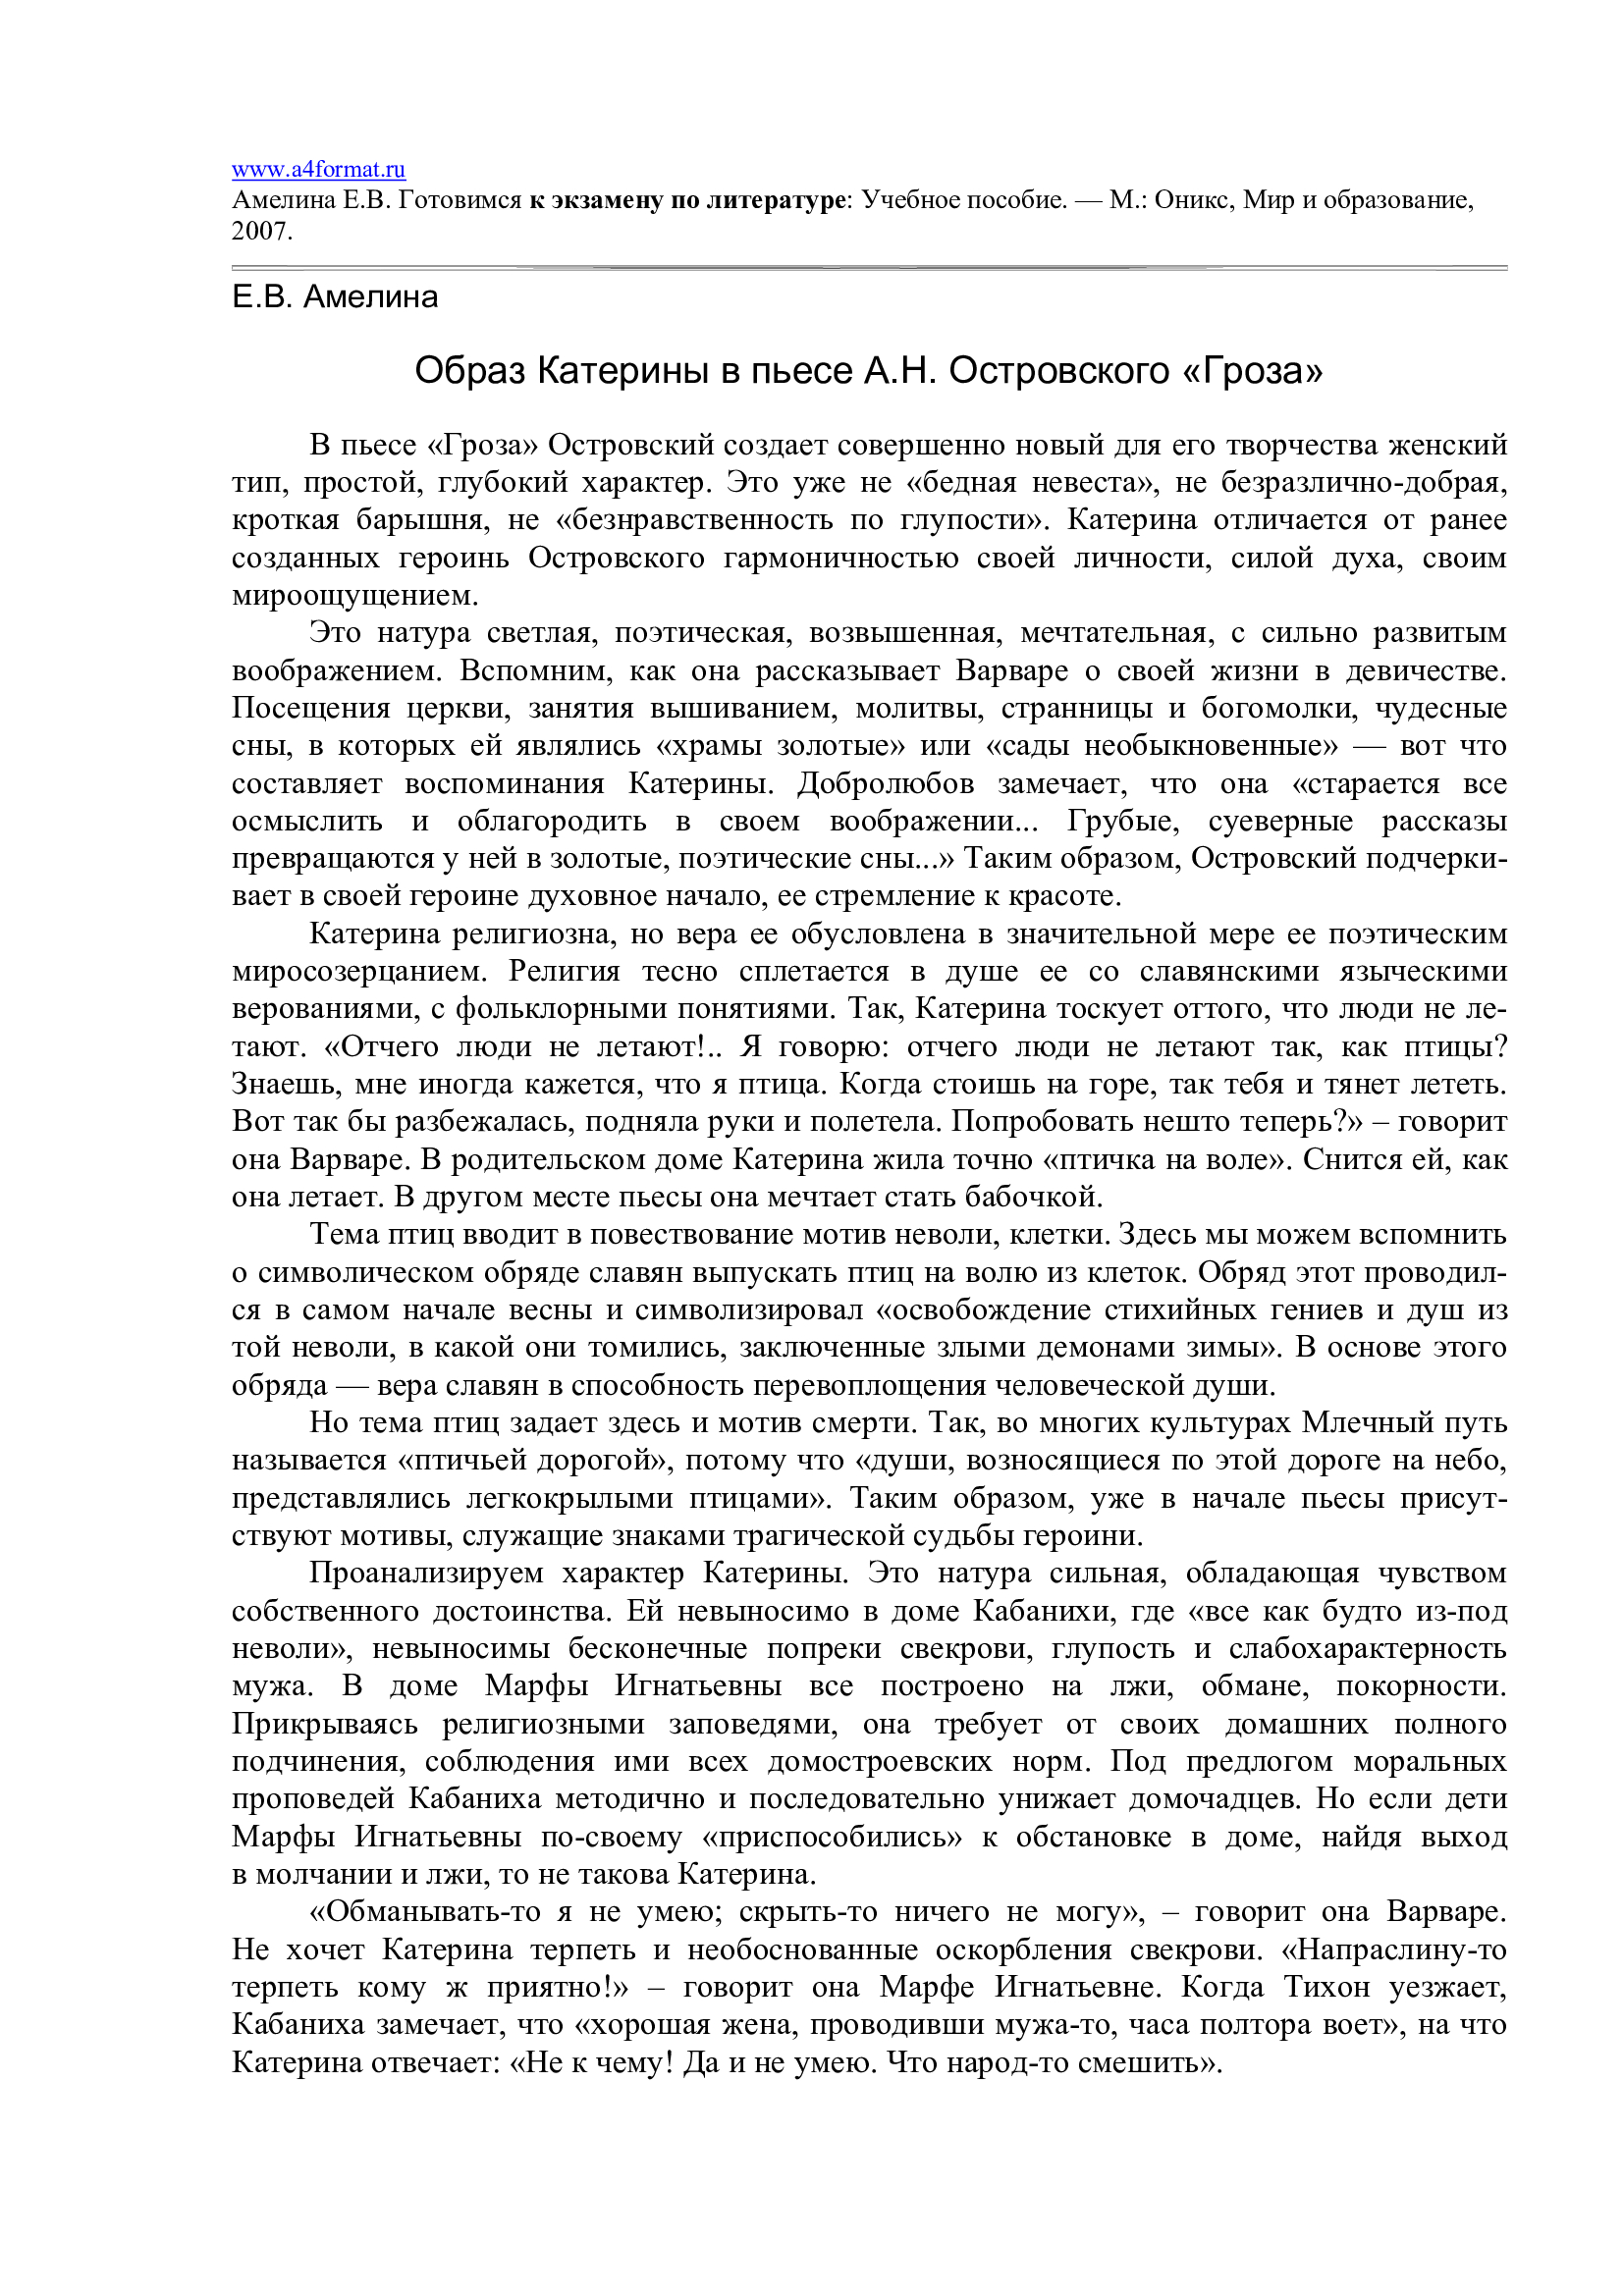 www.a4format.ru
Амелина Е.В. Готовимся к экзамену по литературе: Учебное пособие. — М.: Оникс, Мир и образование,
2007.
Е.В. Амелина
Образ Катерины в пьесе А.Н. Островского «Гроза»
В пьесе «Гроза» Островский создает совершенно новый для его творчества женский
тип, простой, глубокий характер. Это уже не «бедная невеста», не безразлично-добрая,
кроткая барышня, не «безнравственность по глупости». Катерина отличается от ранее
созданных героинь Островского гармоничностью своей личности, силой духа, своим
мироощущением.
Это натура светлая, поэтическая, возвышенная, мечтательная, с сильно развитым
воображением. Вспомним, как она рассказывает Варваре о своей жизни в девичестве.
Посещения церкви, занятия вышиванием, молитвы, странницы и богомолки, чудесные
сны, в которых ей являлись «храмы золотые» или «сады необыкновенные» — вот что
составляет воспоминания Катерины. Добролюбов замечает, что она «старается все
осмыслить и облагородить в своем воображении... Грубые, суеверные рассказы
превращаются у ней в золотые, поэтические сны...» Таким образом, Островский подчерки-
вает в своей героине духовное начало, ее стремление к красоте.
Катерина религиозна, но вера ее обусловлена в значительной мере ее поэтическим
миросозерцанием. Религия тесно сплетается в душе ее со славянскими языческими
верованиями, с фольклорными понятиями. Так, Катерина тоскует оттого, что люди не ле-
тают. «Отчего люди не летают!.. Я говорю: отчего люди не летают так, как птицы?
Знаешь, мне иногда кажется, что я птица. Когда стоишь на горе, так тебя и тянет лететь.
Вот так бы разбежалась, подняла руки и полетела. Попробовать нешто теперь?» – говорит
она Варваре. В родительском доме Катерина жила точно «птичка на воле». Снится ей, как
она летает. В другом месте пьесы она мечтает стать бабочкой.
Тема птиц вводит в повествование мотив неволи, клетки. Здесь мы можем вспомнить
о символическом обряде славян выпускать птиц на волю из клеток. Обряд этот проводил-
ся в самом начале весны и символизировал «освобождение стихийных гениев и душ из
той неволи, в какой они томились, заключенные злыми демонами зимы». В основе этого
обряда — вера славян в способность перевоплощения человеческой души.
Но тема птиц задает здесь и мотив смерти. Так, во многих культурах Млечный путь
называется «птичьей дорогой», потому что «души, возносящиеся по этой дороге на небо,
представлялись легкокрылыми птицами». Таким образом, уже в начале пьесы присут-
ствуют мотивы, служащие знаками трагической судьбы героини.
Проанализируем характер Катерины. Это натура сильная, обладающая чувством
собственного достоинства. Ей невыносимо в доме Кабанихи, где «все как будто из-под
неволи», невыносимы бесконечные попреки свекрови, глупость и слабохарактерность
мужа. В доме Марфы Игнатьевны все построено на лжи, обмане, покорности.
Прикрываясь религиозными заповедями, она требует от своих домашних полного
подчинения, соблюдения ими всех домостроевских норм. Под предлогом моральных
проповедей Кабаниха методично и последовательно унижает домочадцев. Но если дети
Марфы Игнатьевны по-своему «приспособились» к обстановке в доме, найдя выход
в молчании и лжи, то не такова Катерина.
«Обманывать-то я не умею; скрыть-то ничего не могу», – говорит она Варваре.
Не хочет Катерина терпеть и необоснованные оскорбления свекрови. «Напраслину-то
терпеть кому ж приятно!» – говорит она Марфе Игнатьевне. Когда Тихон уезжает,
Кабаниха замечает, что «хорошая жена, проводивши мужа-то, часа полтора воет», на что
Катерина отвечает: «Не к чему! Да и не умею. Что народ-то смешить».